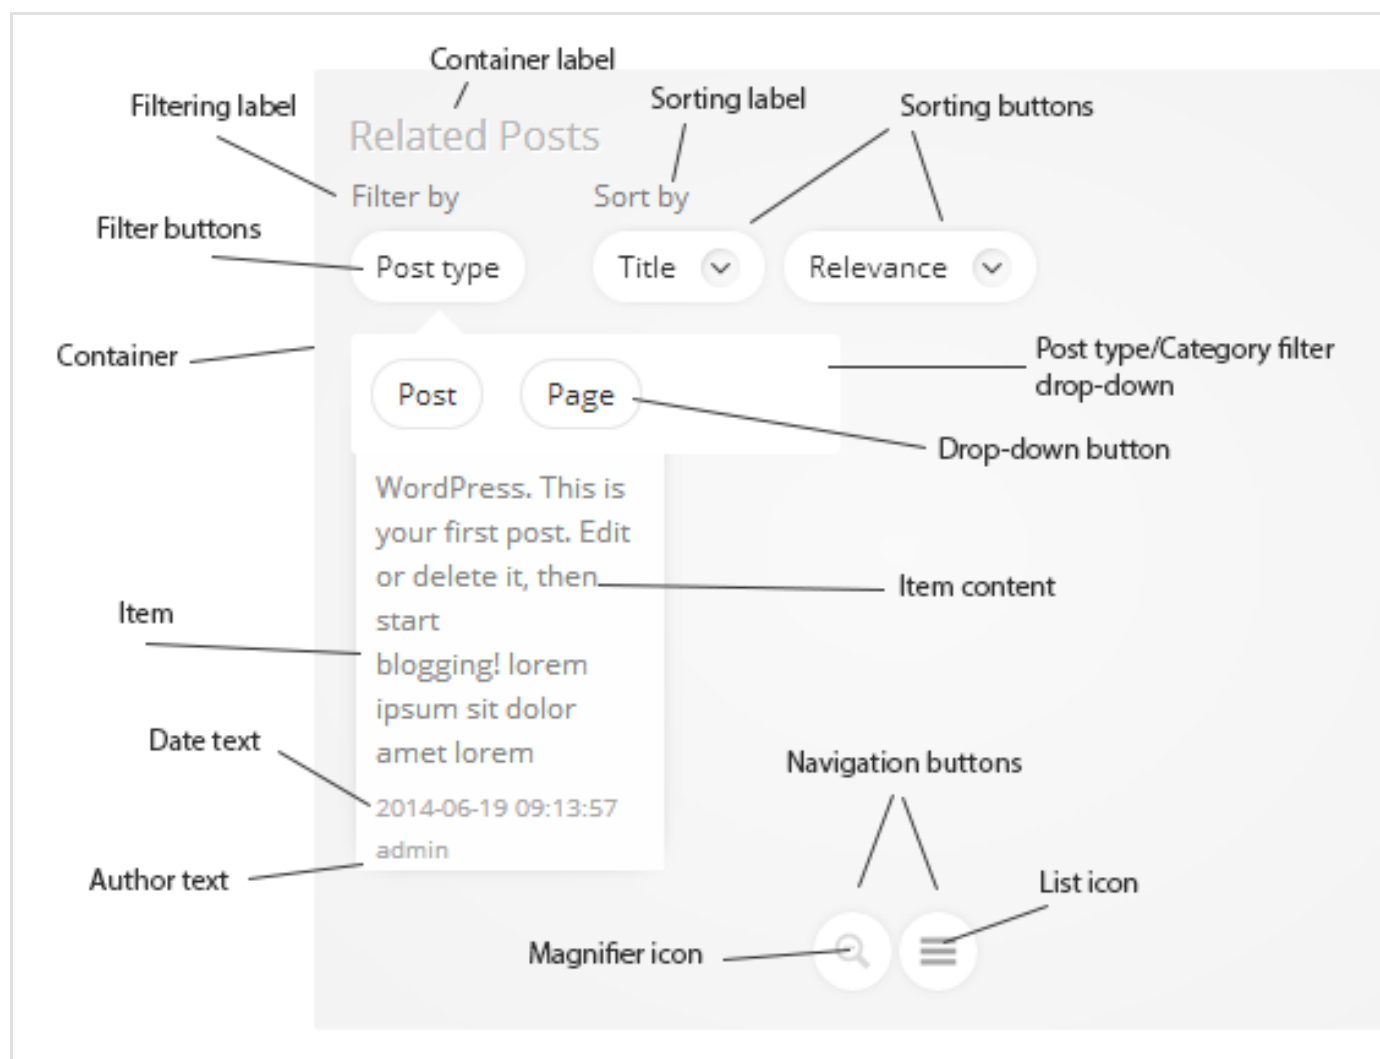 Container label
Filtering label
Sorting label
Sorting buttons
Related Posts
Filter by
Sort by
Filter buttons
Post type
Title
Relevance
Container
Post type/Category filter
drop-down
Post
Page
Drop-down button
WordPress. This is
your first post. Edit
or delete it, then
start
blogging! lorem
ipsum sit dolor
amet lorem
Item content
Item
Date text
2014-06-19 09:13:57
admin
Author text
Navigation buttons
List icon
Magnifier icon